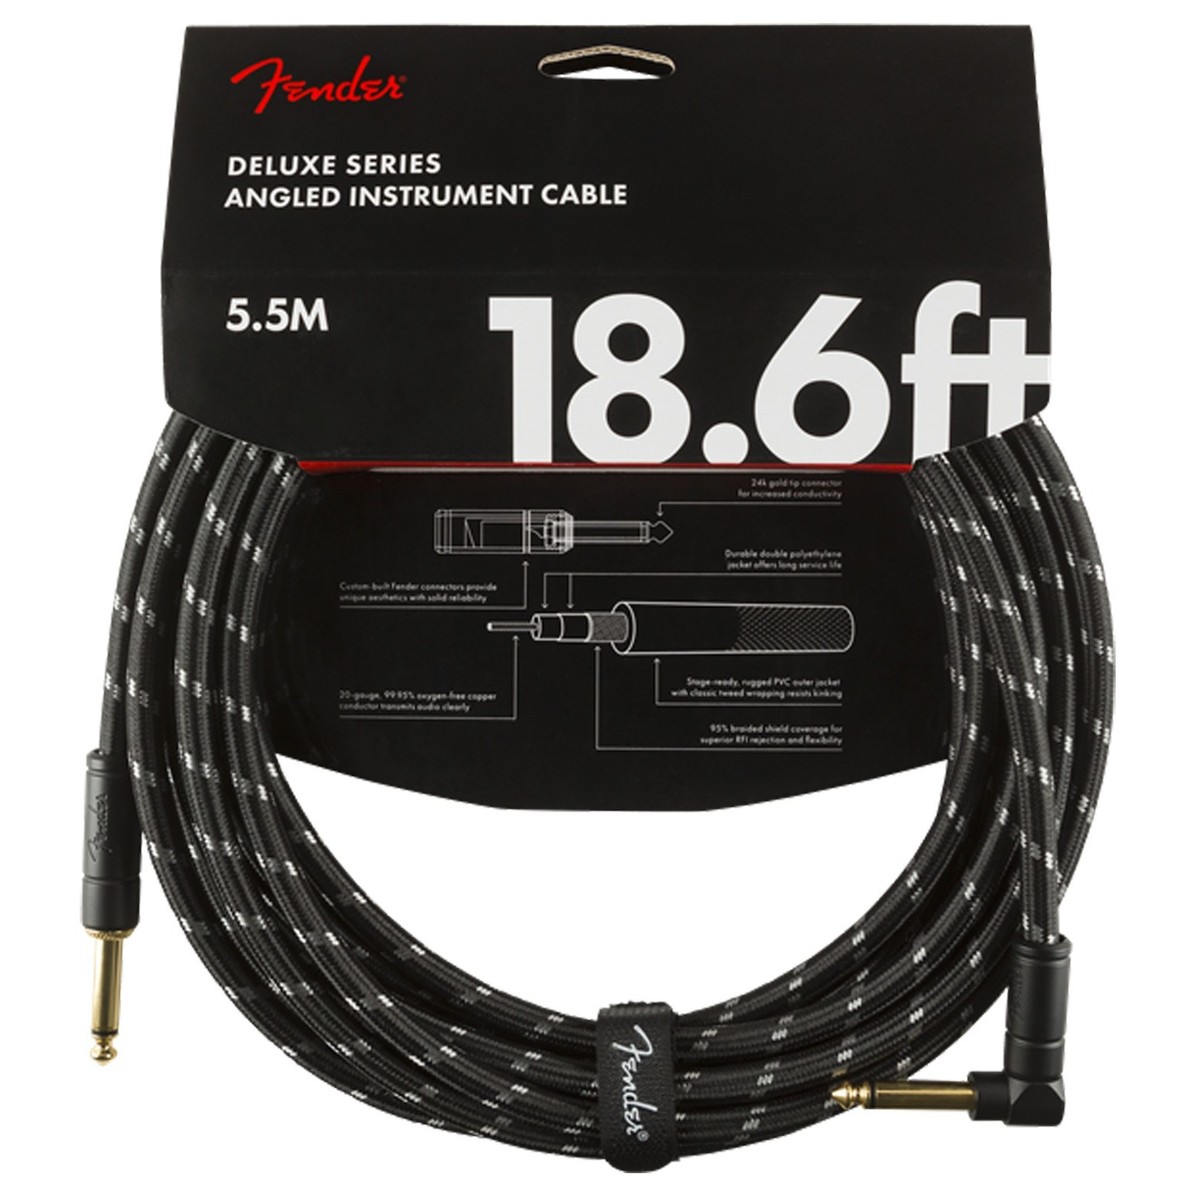 Fender®
DELUXE SERIES
ANGLED INSTRUMENT CABLE
5.5M
18.6ft
24k gold tip connector
for increased conductivity
Durable double polyethylene
jacket offers long service life
Custom-built Fender connectors provide
unique aesthetics with solid reliability
Stage-ready, rugged PVC outer jacket
with classic tweed wrapping resists kinking
20-gauge, 99.95% oxygen-free copper
conductor transmits audio clearly
95% braided shield coverage for
superior RFI rejection and flexibility
Fender
Fender®